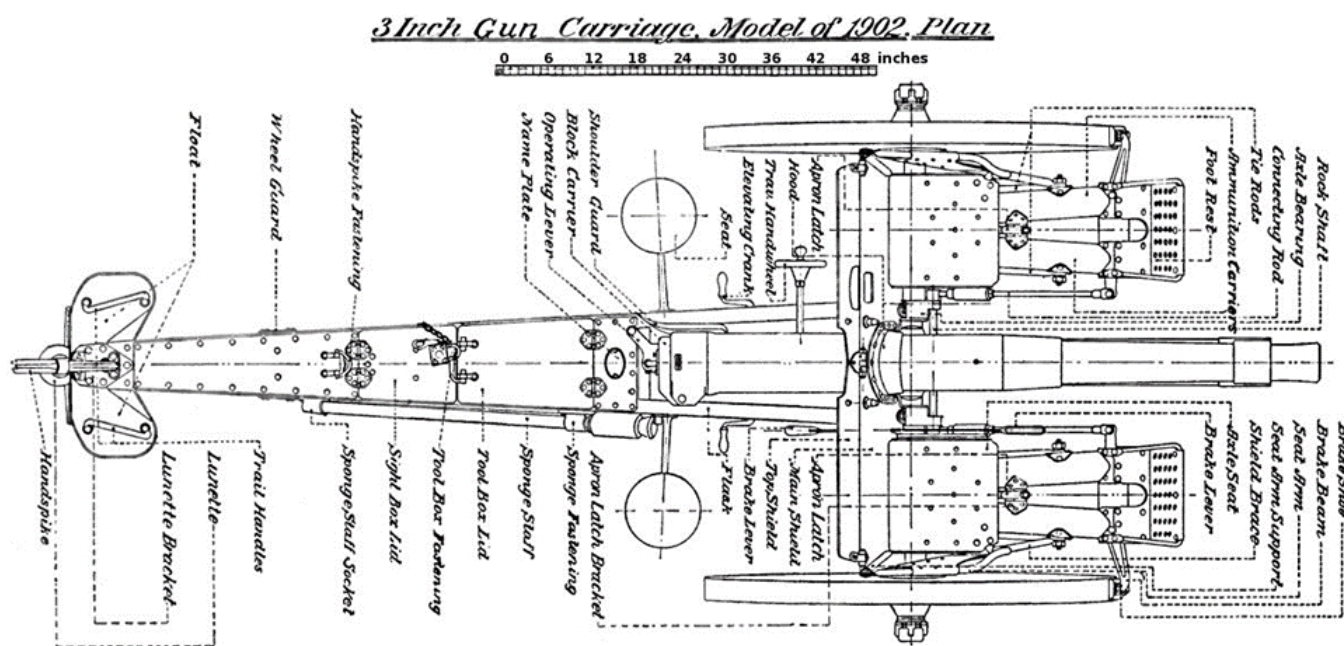 3 Inch Gun Carriage, Model of 1902. Plan
0 6 12 18 24 30 36 42 48 inches
Float
Wheel Guard
Handspike Fastening
Name Plate
Operating Lever
Block Carrier
Shoulder Guard
Seat
Elevating Crank
Trav. Handwheel
Hood
Apron Latch
Foot Rest
Ammunition Carriers
Tie Rods
Connecting Rod
Axle Bearing
Rock Shaft
Handspike
Lunette Bracket
Lunette
Trail Handles
Sponge Staff Socket
Sight Box Lid
Tool Box Fastening
Tool Box Lid
Sponge Staff
Sponge Fastening
Apron Latch Bracket
Flask
Brake Lever
Top Shield
Main Shield
Apron Latch
Brake Lever
Axle Seat
Shield Brace
Seat Arm Support
Seat Arm
Brake Beam